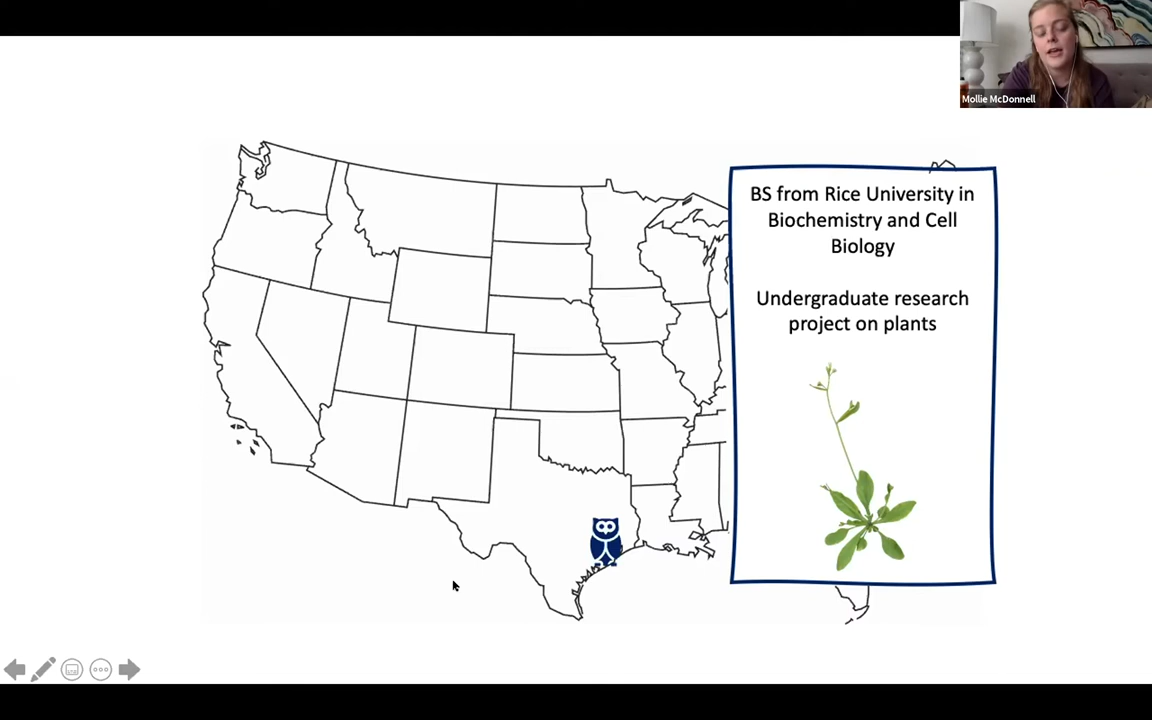 Mollie McDonnell
BS from Rice University in
Biochemistry and Cell
Biology
Undergraduate research
project on plants